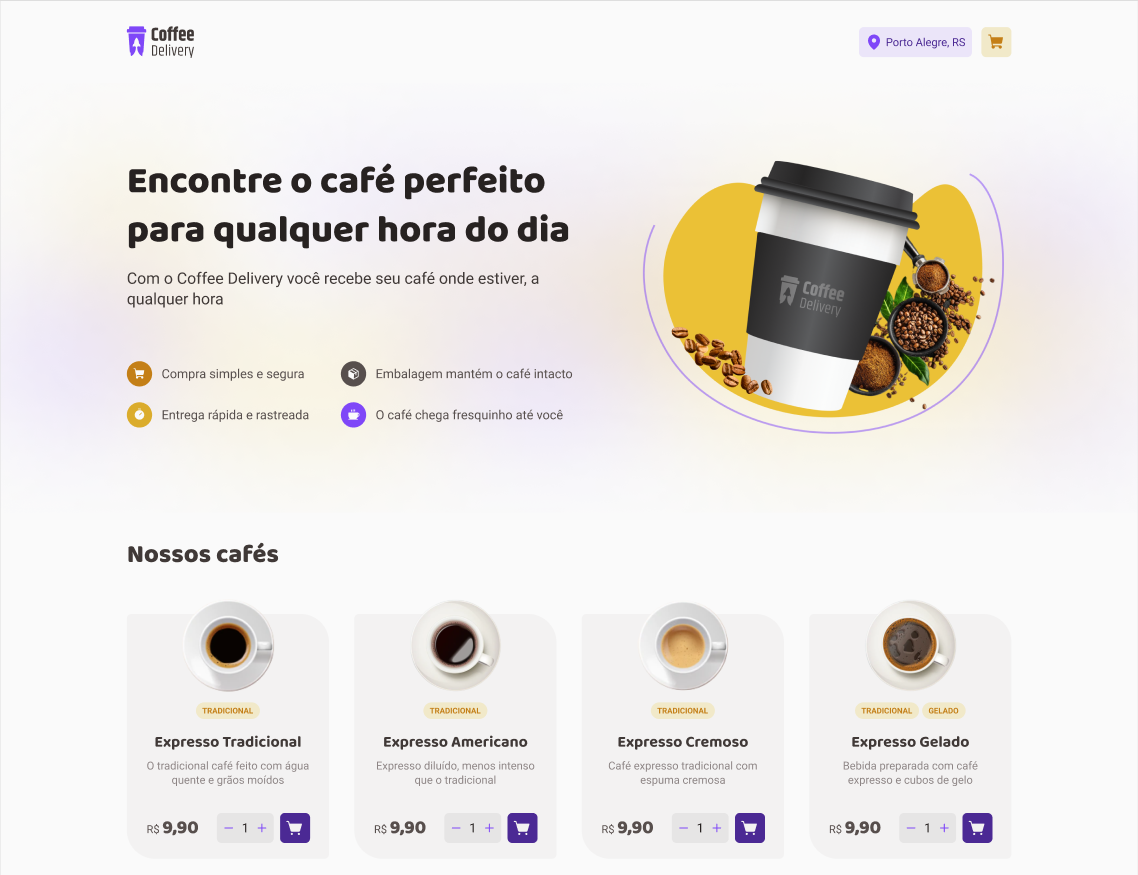 Coffee
Delivery
Porto Alegre, RS
Encontre o café perfeito
para qualquer hora do dia
Com o Coffee Delivery você recebe seu café onde estiver, a
qualquer hora
Coffee
Delivery
Compra simples e segura
Embalagem mantém o café intacto
Entrega rápida e rastreada
O café chega fresquinho até você
Nossos cafés
TRADICIONAL
Expresso Tradicional
O tradicional café feito com água
quente e grãos moídos
R$ 9,90 − 1 +
TRADICIONAL
Expresso Americano
Expresso diluído, menos intenso
que o tradicional
R$ 9,90 − 1 +
TRADICIONAL
Expresso Cremoso
Café expresso tradicional com
espuma cremosa
R$ 9,90 − 1 +
TRADICIONAL GELADO
Expresso Gelado
Bebida preparada com café
expresso e cubos de gelo
R$ 9,90 − 1 +